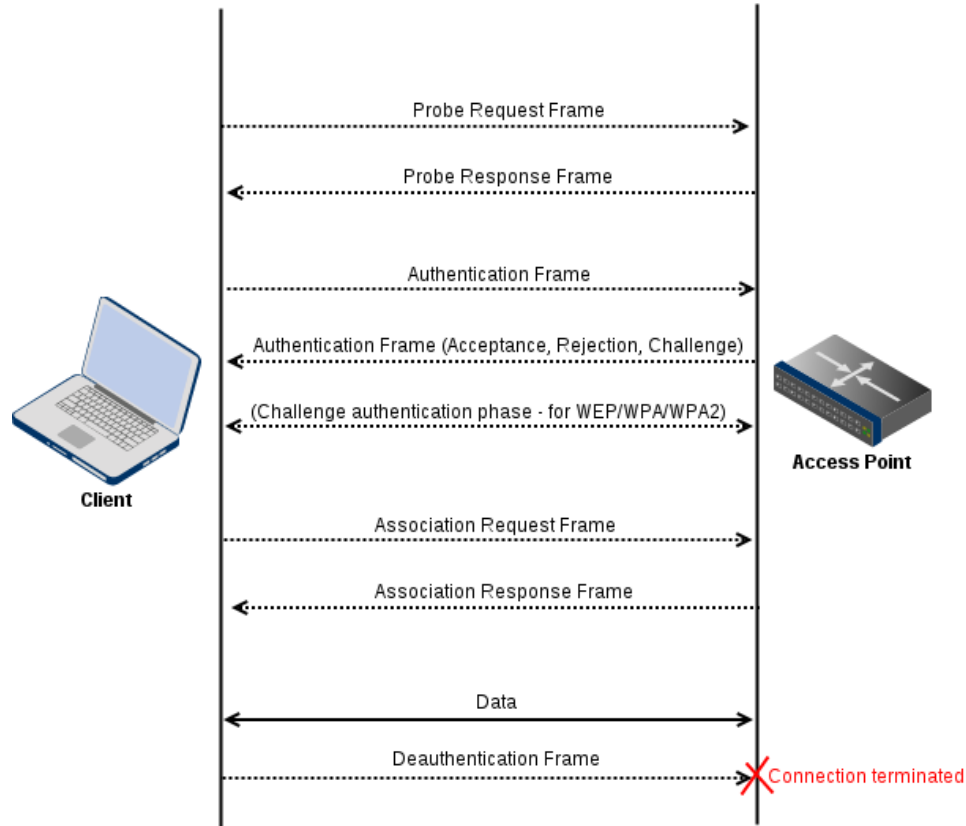 Probe Request Frame
Probe Response Frame
Authentication Frame
Authentication Frame (Acceptance, Rejection, Challenge)
(Challenge authentication phase - for WEP/WPA/WPA2)
Client
Access Point
Association Request Frame
Association Response Frame
Data
Deauthentication Frame
Connection terminated